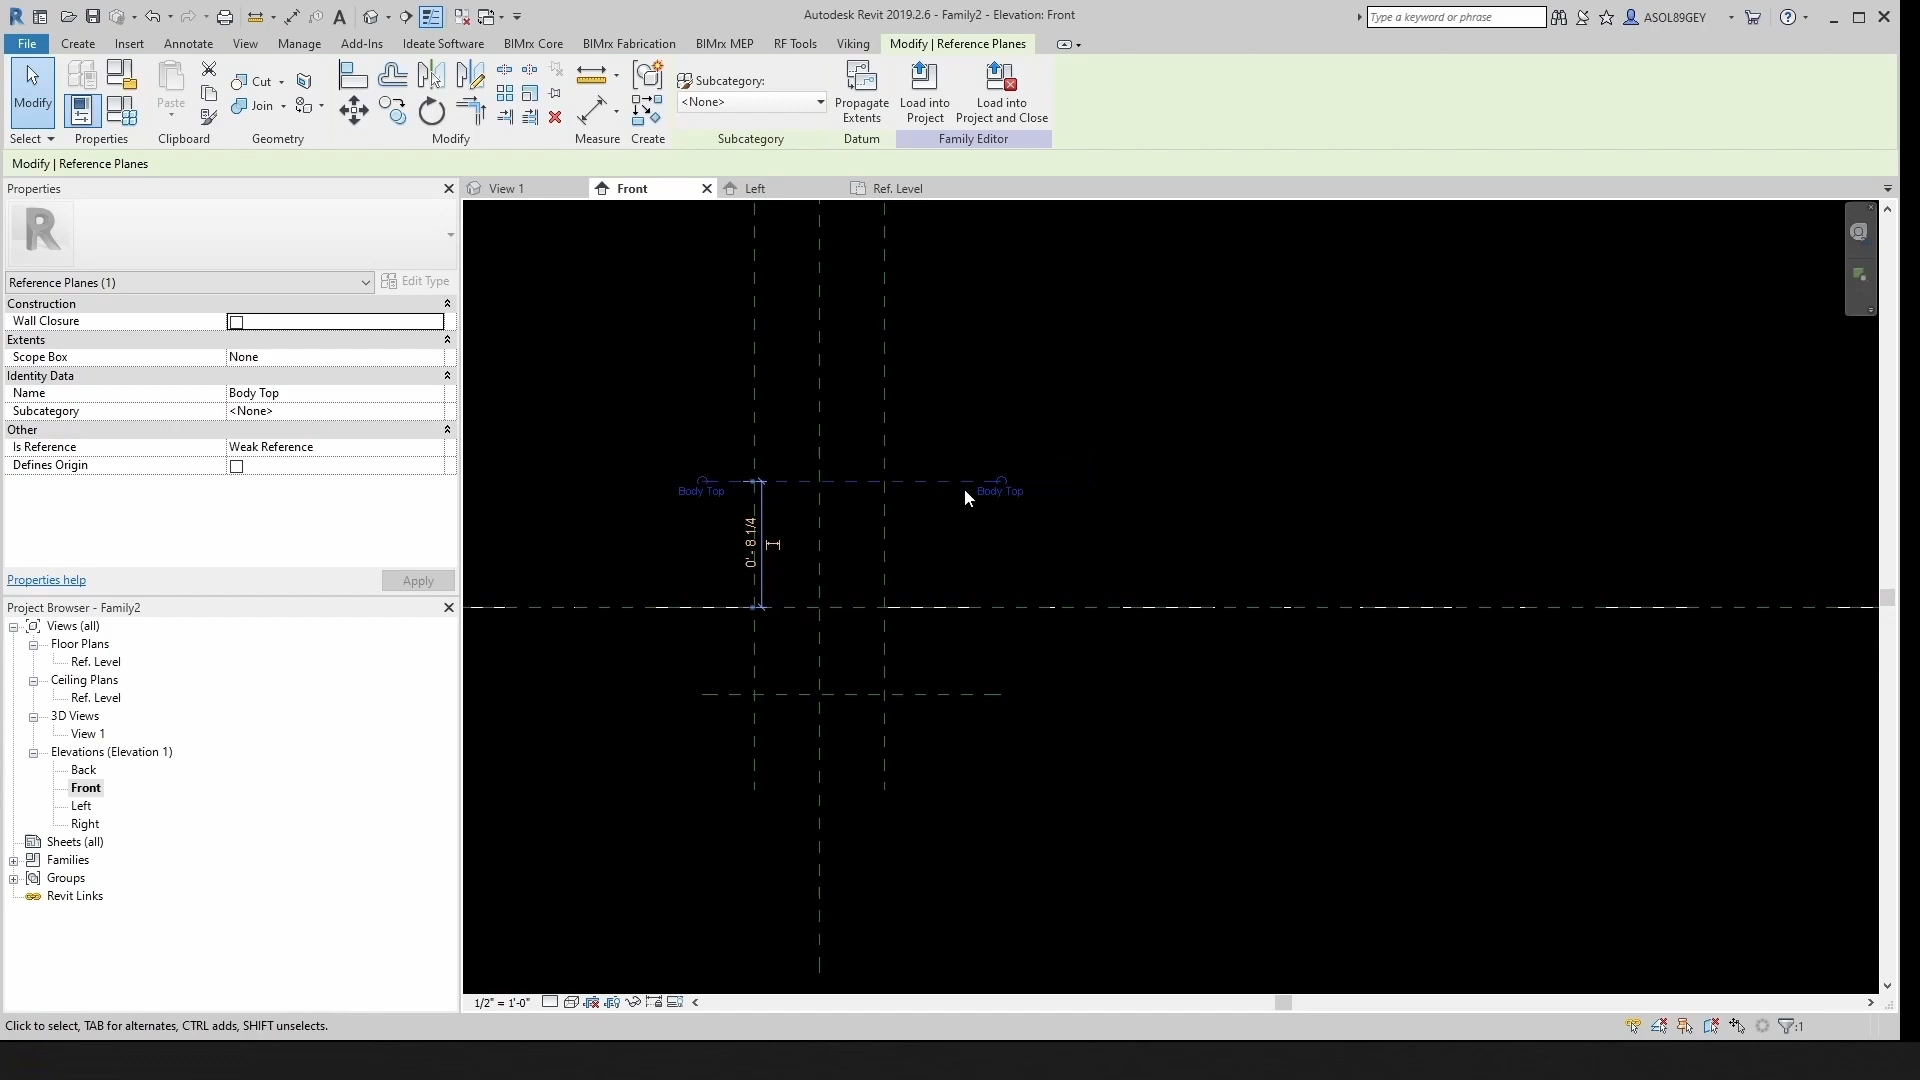 Autodesk Revit 2019.2.6 - Family2 - Elevation: Front
Type a keyword or phrase
ASOL89GEY
File Create Insert Annotate View Manage Add-Ins Ideate Software BIMrx Core BIMrx Fabrication BIMrx MEP RF Tools Viking Modify | Reference Planes
Modify
Paste
Cut
Join
Subcategory:
<None>
Propagate Extents
Load into Project
Load into Project and Close
Select Properties Clipboard Geometry Modify Measure Create Subcategory Datum Family Editor
Modify | Reference Planes
Properties
View 1 Front Left Ref. Level
Reference Planes (1)
Edit Type
Construction
Wall Closure
Extents
Scope Box None
Identity Data
Name Body Top
Subcategory <None>
Other
Is Reference Weak Reference
Defines Origin
Body Top Body Top
0' - 8 1/4
Properties help Apply
Project Browser - Family2
Views (all)
Floor Plans
Ref. Level
Ceiling Plans
Ref. Level
3D Views
View 1
Elevations (Elevation 1)
Back
Front
Left
Right
Sheets (all)
Families
Groups
Revit Links
1/2" = 1'-0"
Click to select, TAB for alternates, CTRL adds, SHIFT unselects.
:1